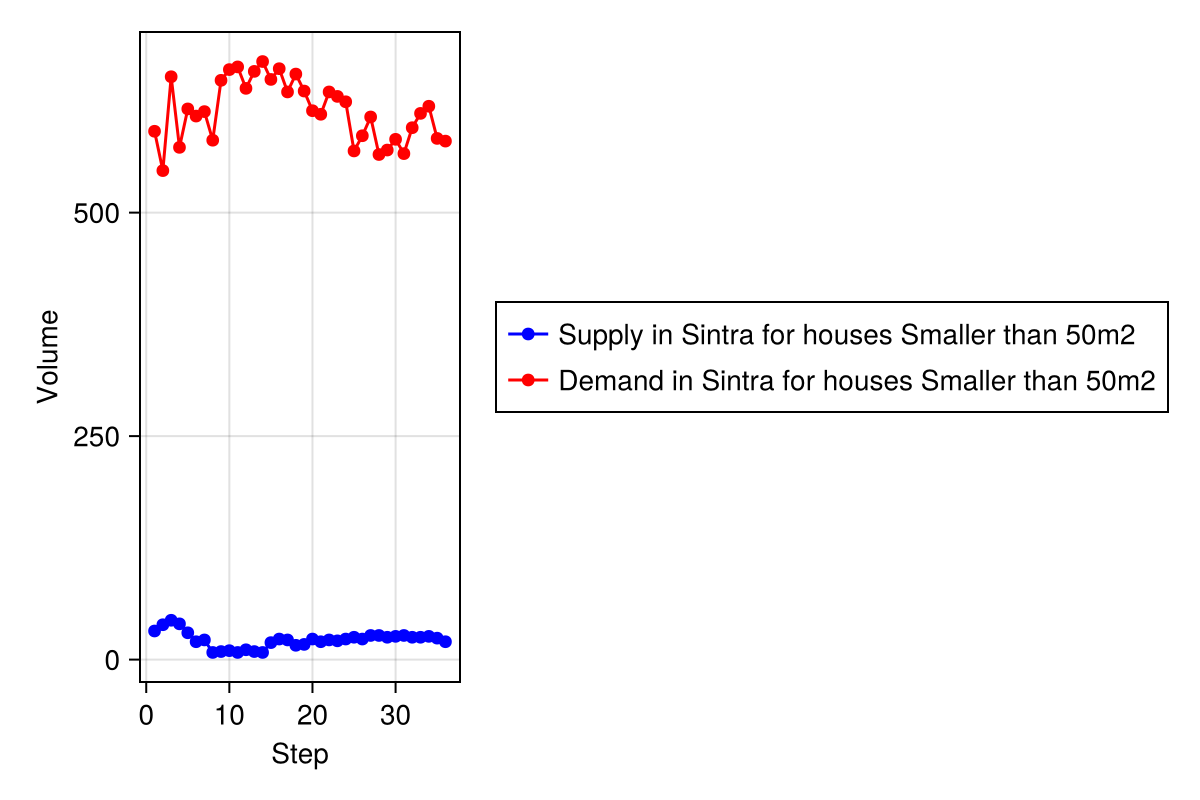 Volume
500
250
0
0 10 20 30
Step
Supply in Sintra for houses Smaller than 50m2
Demand in Sintra for houses Smaller than 50m2